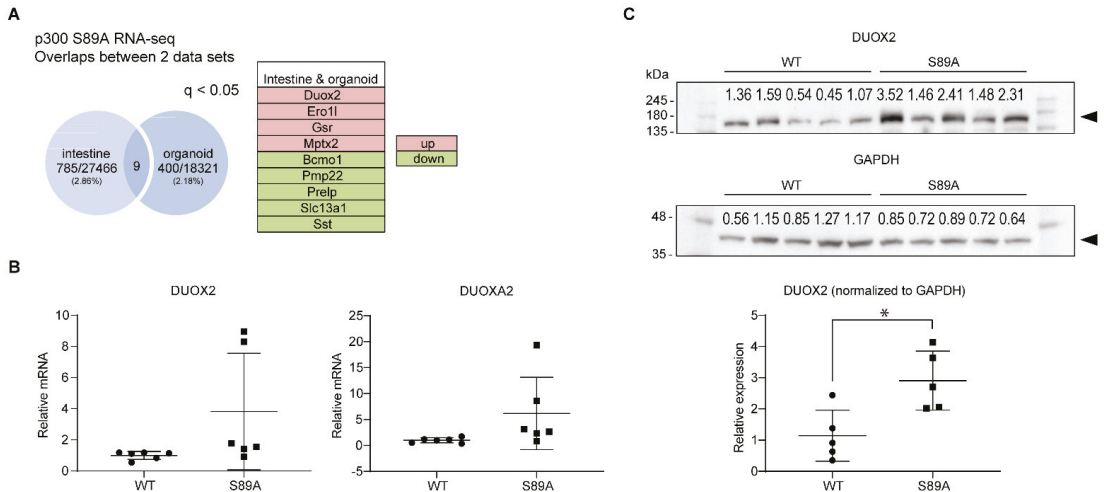 A
p300 S89A RNA-seq
Overlaps between 2 data sets
q < 0.05
intestine
785/27466
(2.86%)
9
organoid
400/18321
(2.18%)
Intestine & organoid
Duox2
Ero1l
Gsr
Mptx2
Bcmo1
Pmp22
Prelp
Slc13a1
Sst
up
down
B
DUOX2
Relative mRNA
10
8
6
4
2
0
WT S89A
DUOXA2
Relative mRNA
25
20
15
10
5
0
-5
WT S89A
C
DUOX2
WT S89A
kDa
245 -
180 -
135 -
1.36 1.59 0.54 0.45 1.07 3.52 1.46 2.41 1.48 2.31
GAPDH
WT S89A
48 -
35 -
0.56 1.15 0.85 1.27 1.17 0.85 0.72 0.89 0.72 0.64
DUOX2 (normalized to GAPDH)
Relative expression
5
4
3
2
1
0
*
WT S89A